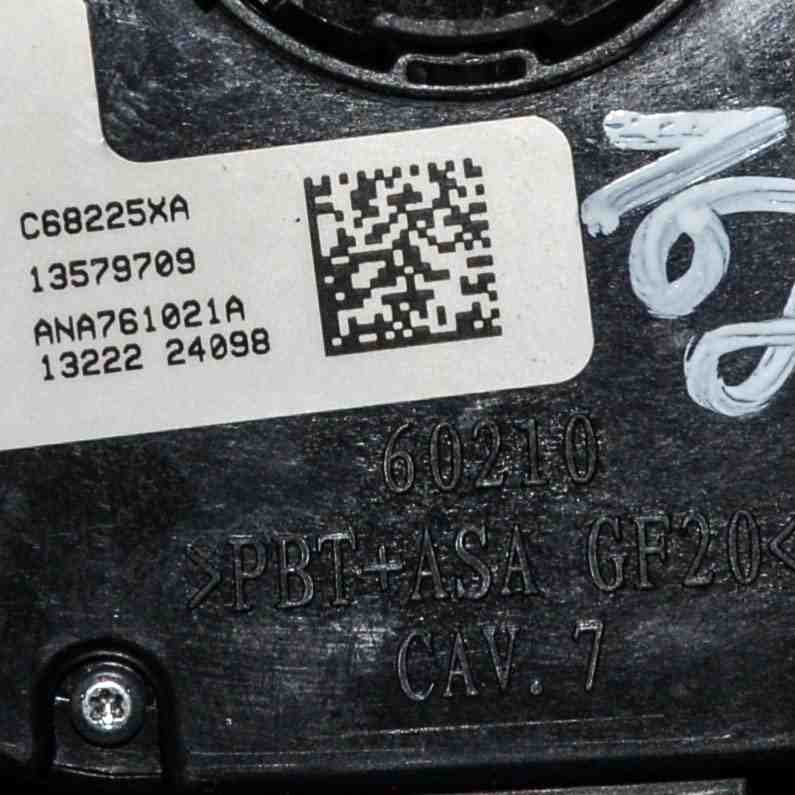 C68225XA
13579709
ANA761021A
13222 24098
60210
>PBT+ASA GF20<
CAV. 7